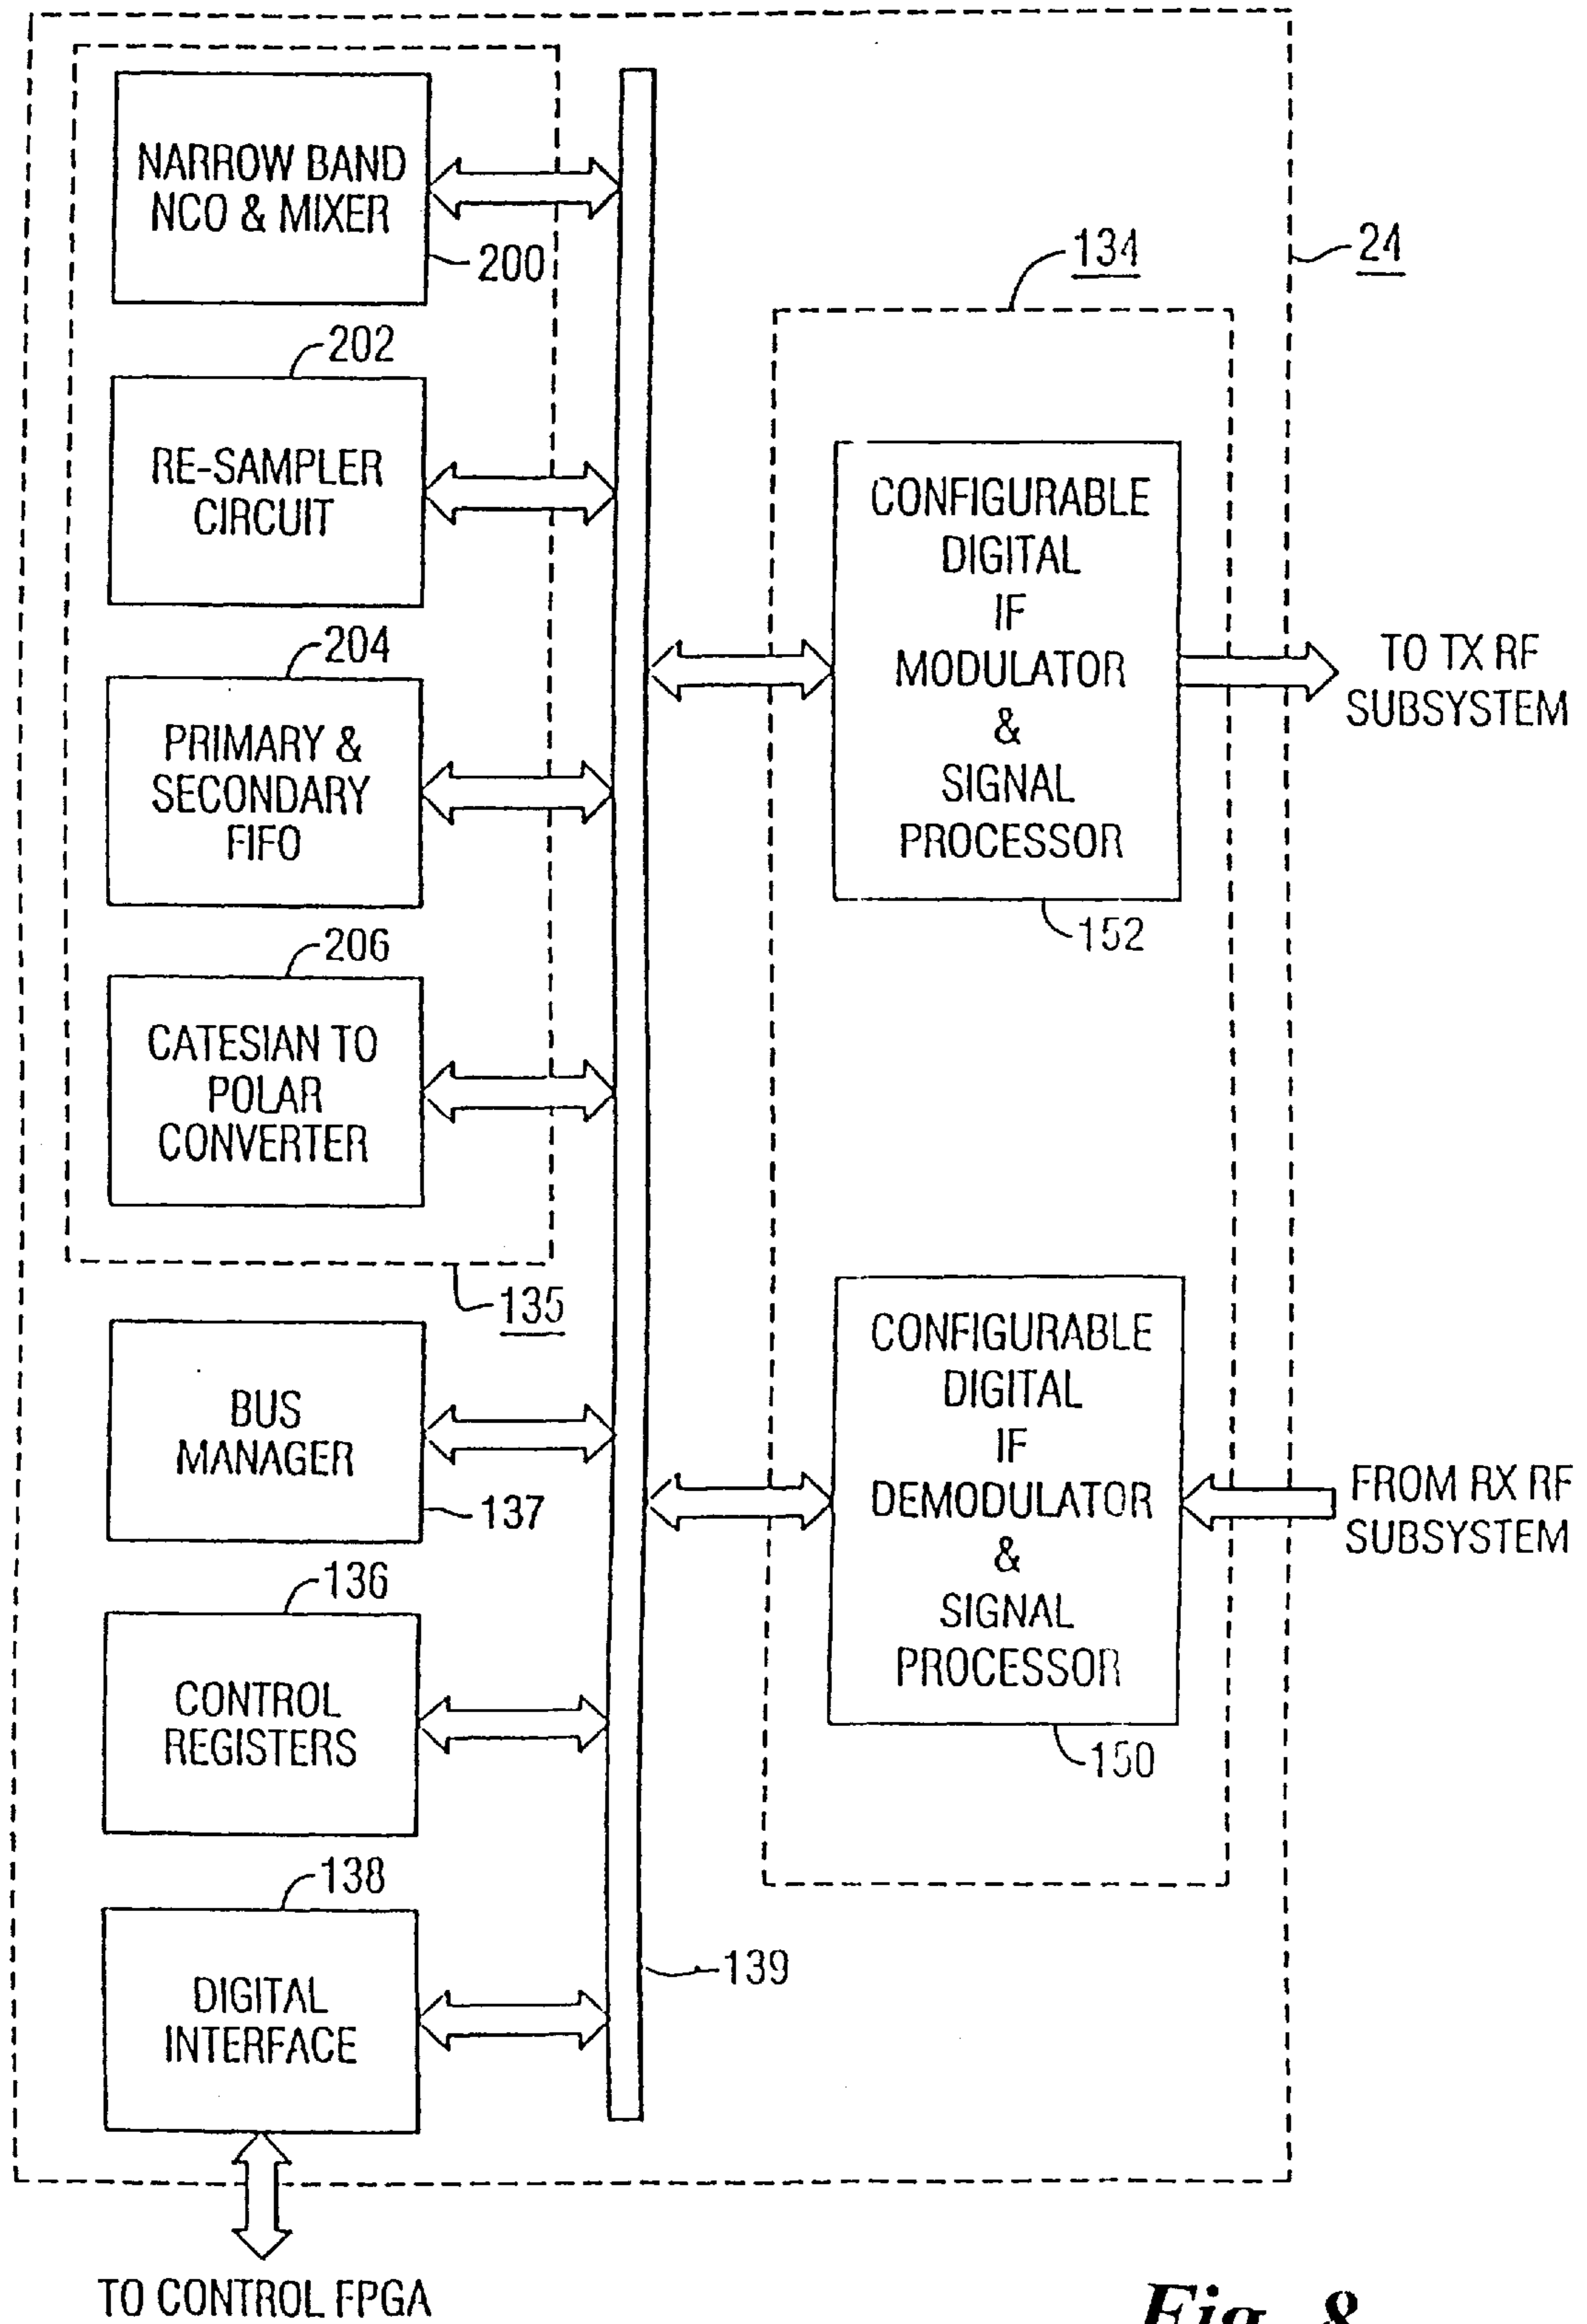 NARROW BAND
NCO & MIXER
200
24
134
202
RE-SAMPLER
CIRCUIT
CONFIGURABLE
DIGITAL
IF
MODULATOR
&
SIGNAL
PROCESSOR
152
TO TX RF
SUBSYSTEM
204
PRIMARY &
SECONDARY
FIFO
206
CATESIAN TO
POLAR
CONVERTER
135
BUS
MANAGER
137
CONFIGURABLE
DIGITAL
IF
DEMODULATOR
&
SIGNAL
PROCESSOR
150
FROM RX RF
SUBSYSTEM
136
CONTROL
REGISTERS
138
DIGITAL
INTERFACE
139
TO CONTROL FPGA
Fig. 8